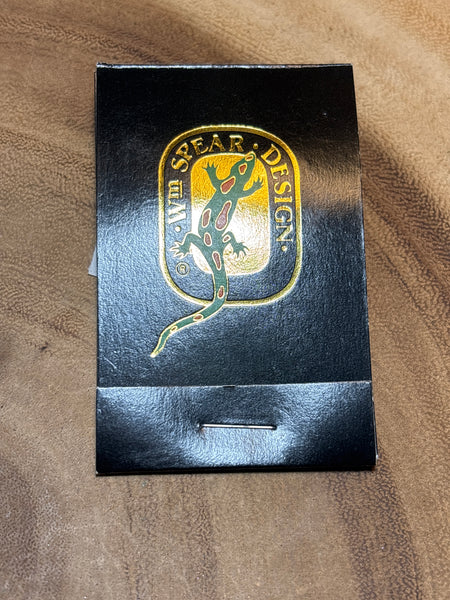 · Wm SPEAR · DESIGN ·
®